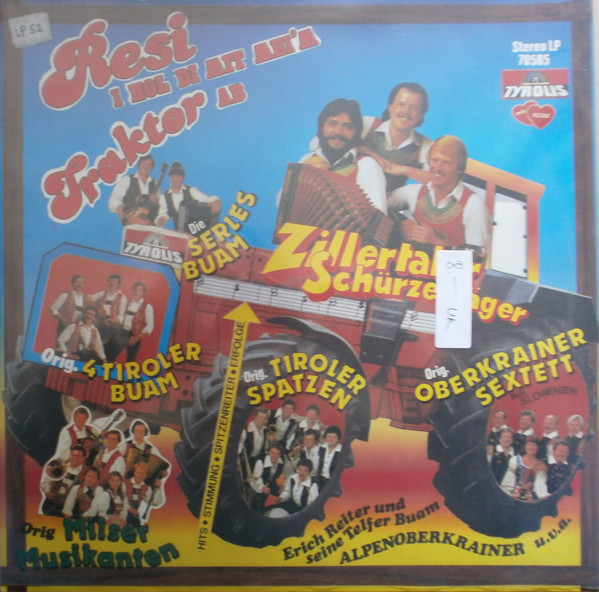 LP 52
Resi
I HOL DI MIT MEI'A
Traktor AB
Stereo LP
70585
TYROLIS
Die
SERLES
BUAM
TYROLIS
Zillertaler
Schürzenjäger
Orig. 4 TIROLER
BUAM
Orig. TIROLER
SPATZEN
Orig.
OBERKRAINER
SEXTETT
SLOWENIEN
HITS • STIMMUNG • SPITZENREITER • ERFOLGE
Orig Milser
Musikanten
Erich Reiter und
seine Telfer Buam
ALPENOBERKRAINER u.v.a.